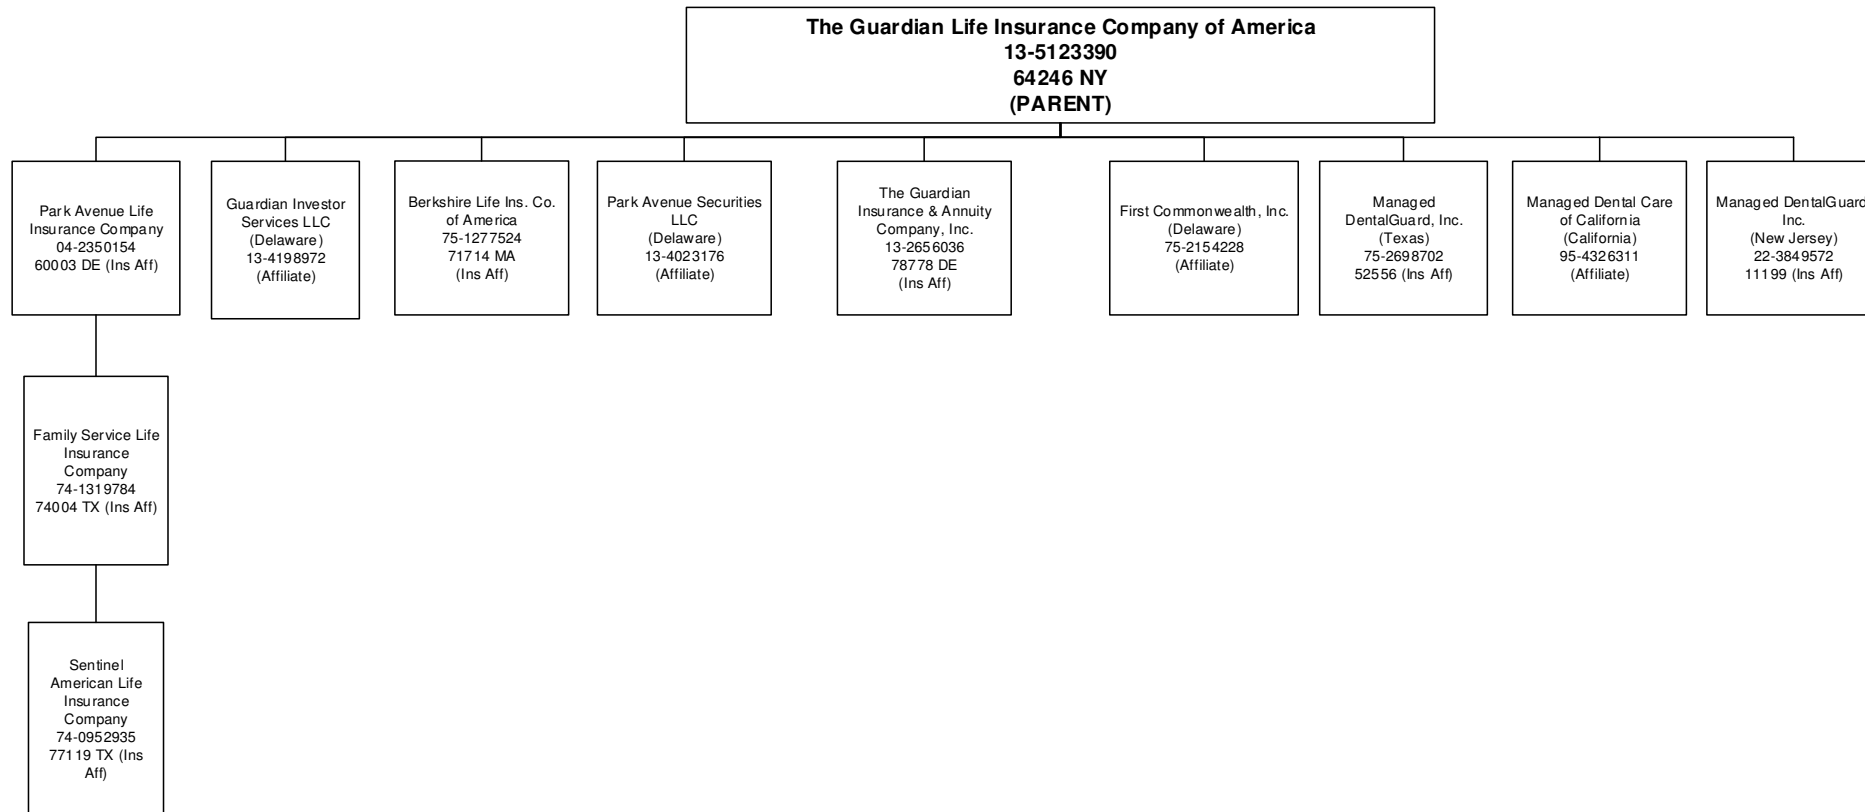 The Guardian Life Insurance Company of America
13-5123390
64246 NY
(PARENT)
Park Avenue Life
Insurance Company
04-2350154
60003 DE (Ins Aff)
Guardian Investor
Services LLC
(Delaware)
13-4198972
(Affiliate)
Berkshire Life Ins. Co.
of America
75-1277524
71714 MA
(Ins Aff)
Park Avenue Securities
LLC
(Delaware)
13-4023176
(Affiliate)
The Guardian
Insurance & Annuity
Company, Inc.
13-2656036
78778 DE
(Ins Aff)
First Commonwealth, Inc.
(Delaware)
75-2154228
(Affiliate)
Managed
DentalGuard, Inc.
(Texas)
75-2698702
52556 (Ins Aff)
Managed Dental Care
of California
(California)
95-4326311
(Affiliate)
Managed DentalGuard
Inc.
(New Jersey)
22-3849572
11199 (Ins Aff)
Family Service Life
Insurance
Company
74-1319784
74004 TX (Ins Aff)
Sentinel
American Life
Insurance
Company
74-0952935
77119 TX (Ins
Aff)